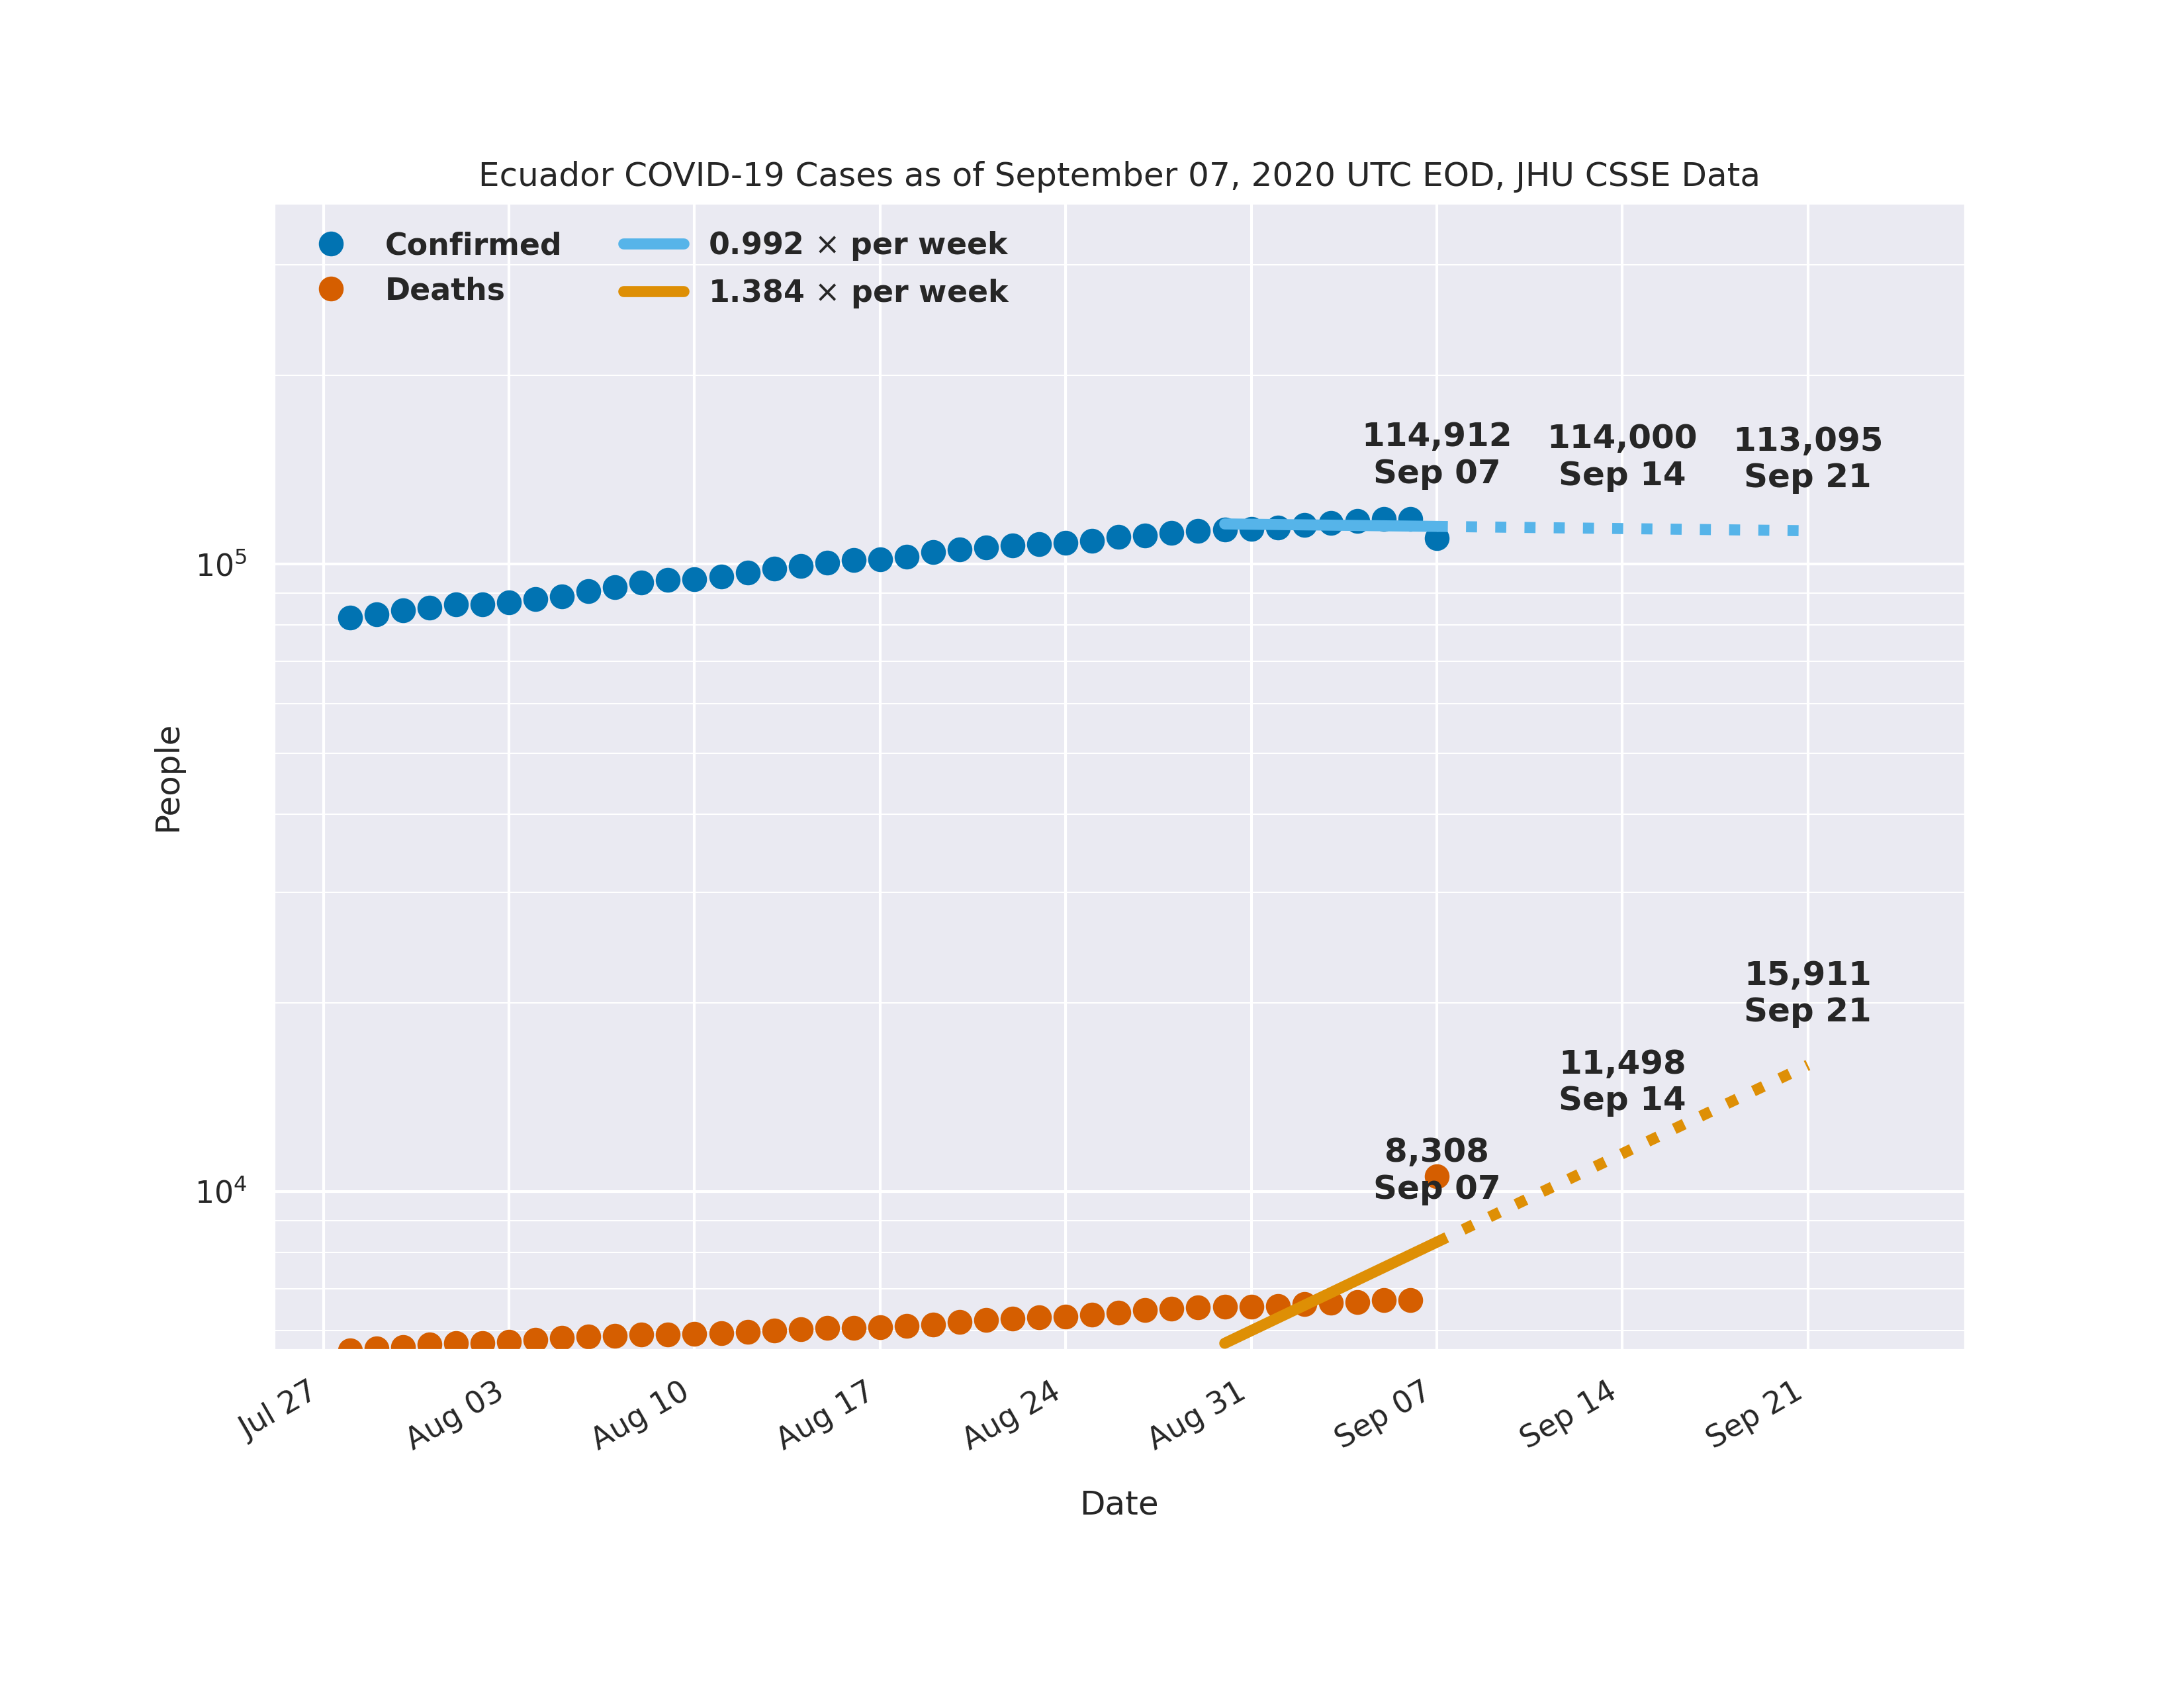 Ecuador COVID-19 Cases as of September 07, 2020 UTC EOD, JHU CSSE Data
Confirmed
Deaths
0.992 × per week
1.384 × per week
114,912
Sep 07
114,000
Sep 14
113,095
Sep 21
15,911
Sep 21
11,498
Sep 14
8,308
Sep 07
People
10⁵
10⁴
Jul 27
Aug 03
Aug 10
Aug 17
Aug 24
Aug 31
Sep 07
Sep 14
Sep 21
Date